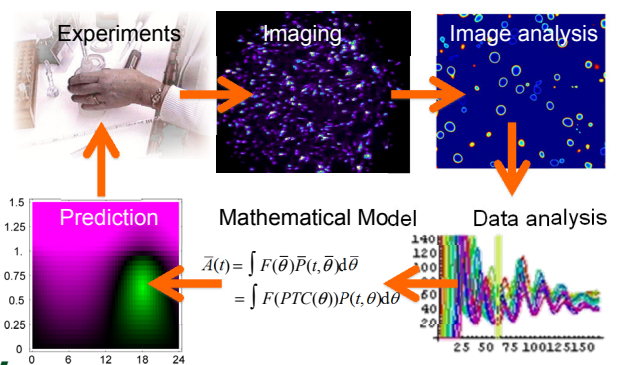 Experiments
Imaging
Image analysis
Prediction
Mathematical Model
Data analysis
1.5
1.25
1.
0.75
0.5
0.25
0
0 6 12 18 24
A̅(t) = ∫ F(θ̅)P̅(t, θ̅)dθ̅
= ∫ F(PTC(θ))P(t, θ)dθ
140
120
100
80
60
40
20
25 50 75 100125150